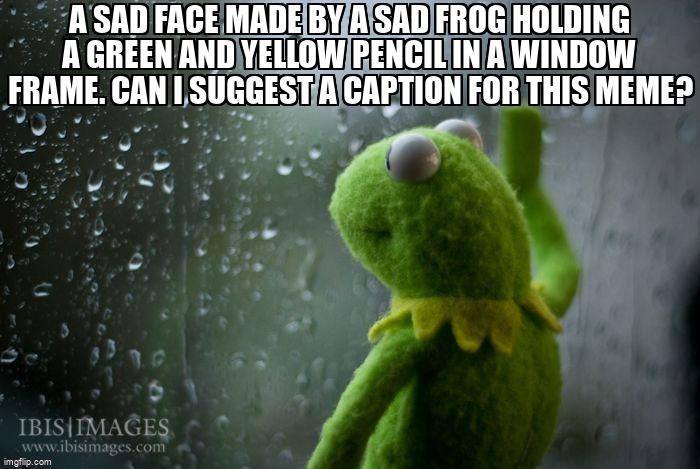 A SAD FACE MADE BY A SAD FROG HOLDING
A GREEN AND YELLOW PENCIL IN A WINDOW
FRAME. CAN I SUGGEST A CAPTION FOR THIS MEME?
IBIS|IMAGES
www.ibisimages.com
imgflip.com